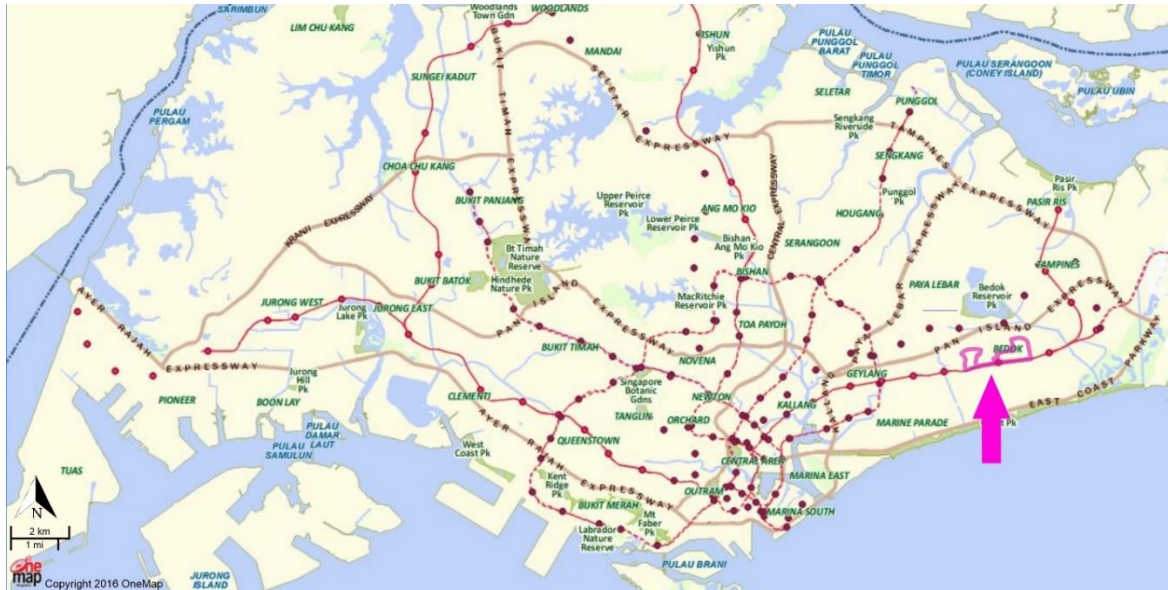 SARIMBUN
LIM CHU KANG
Woodlands
Town Gdn
WOODLANDS
MANDAI
YISHUN
Yishun
Pk
PULAU
PUNGGOL
BARAT
PULAU
PUNGGOL
TIMOR
PULAU SERANGOON
(CONEY ISLAND)
PULAU UBIN
SUNGEI KADUT
SELETAR
PUNGGOL
PULAU
PERGAM
BUKIT TIMAH EXPRESSWAY
SELETAR EXPRESSWAY
Sengkang
Riverside
Pk
TAMPINES EXPRESSWAY
SENGKANG
CHOA CHU KANG
Punggol
Pk
Pasir
Ris Pk
PASIR RIS
BUKIT PANJANG
Upper Peirce
Reservoir Pk
Lower Peirce
Reservoir Pk
ANG MO KIO
CENTRAL EXPRESSWAY
HOUGANG
KRANJI EXPRESSWAY
Bt Timah
Nature
Reserve
Bishan -
Ang Mo Kio
Pk
SERANGOON
BISHAN
TAMPINES
BUKIT BATOK
Hindhede
Nature Pk
PAYA LEBAR
Bedok
Reservoir Pk
JURONG WEST
Jurong
Lake Pk
JURONG EAST
PAN ISLAND EXPRESSWAY
MacRitchie
Reservoir Pk
TOA PAYOH
PAN ISLAND EXPRESSWAY
AYER RAJAH EXPRESSWAY
BUKIT TIMAH
NOVENA
BEDOK
GEYLANG
Jurong
Hill
Pk
Singapore
Botanic
Gdns
NEWTON
KALLANG
EAST COAST PARKWAY
PIONEER
BOON LAY
CLEMENTI
TANGLIN
ORCHARD
MARINE PARADE
PULAU
DAMAR
LAUT
PULAU
SAMULUN
AYER RAJAH EXPRESSWAY
QUEENSTOWN
West
Coast Pk
CENTRAL AREA
MARINA EAST
TUAS
Kent
Ridge
Pk
OUTRAM
BUKIT MERAH
Mt
Faber
Pk
MARINA SOUTH
Labrador
Nature
Reserve
PULAU BRANI
N
2 km
1 mi
JURONG
ISLAND
One
map
Copyright 2016 OneMap